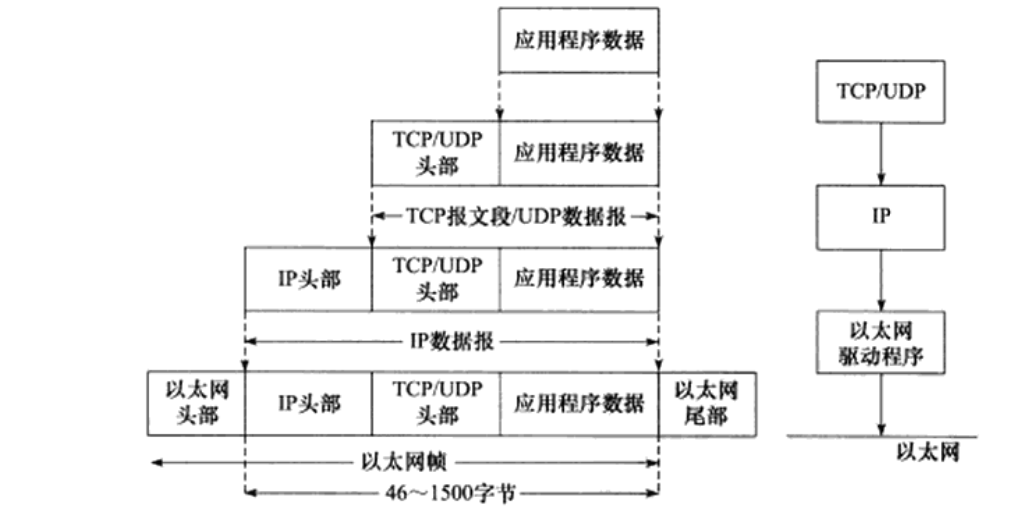 应用程序数据
TCP/UDP
TCP/UDP
头部
应用程序数据
TCP报文段/UDP数据报
IP
IP头部
TCP/UDP
头部
应用程序数据
IP数据报
以太网
驱动程序
以太网
头部
IP头部
TCP/UDP
头部
应用程序数据
以太网
尾部
以太网
以太网帧
46～1500字节